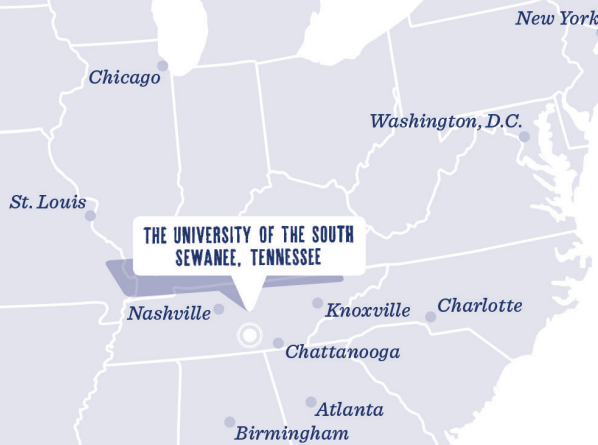 New York
Chicago
Washington, D.C.
St. Louis
THE UNIVERSITY OF THE SOUTH
SEWANEE, TENNESSEE
Nashville
Knoxville
Charlotte
Chattanooga
Atlanta
Birmingham